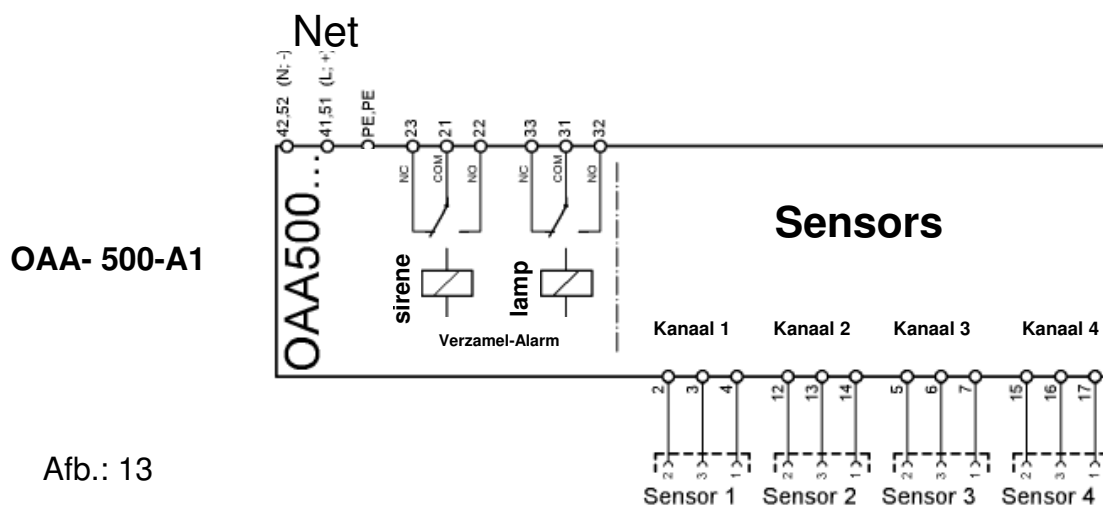 Net
42,52 (N; -)
41,51 (L; +)
PE,PE
23
21
22
33
31
32
NC
COM
NO
NC
COM
NO
OAA500...
OAA- 500-A1
Sensors
sirene
lamp
Verzamel-Alarm
Kanaal 1
Kanaal 2
Kanaal 3
Kanaal 4
2
3
4
12
13
14
5
6
7
15
16
17
2
3
1
2
3
1
2
3
1
2
3
1
Sensor 1
Sensor 2
Sensor 3
Sensor 4
Afb.: 13